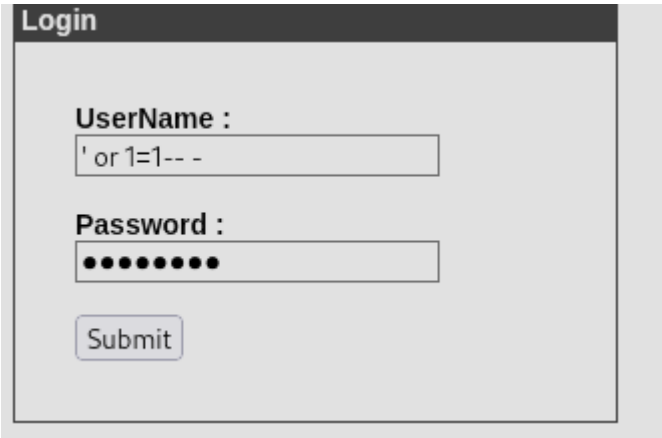 Login
UserName :
' or 1=1-- -
Password :
●●●●●●●●
Submit